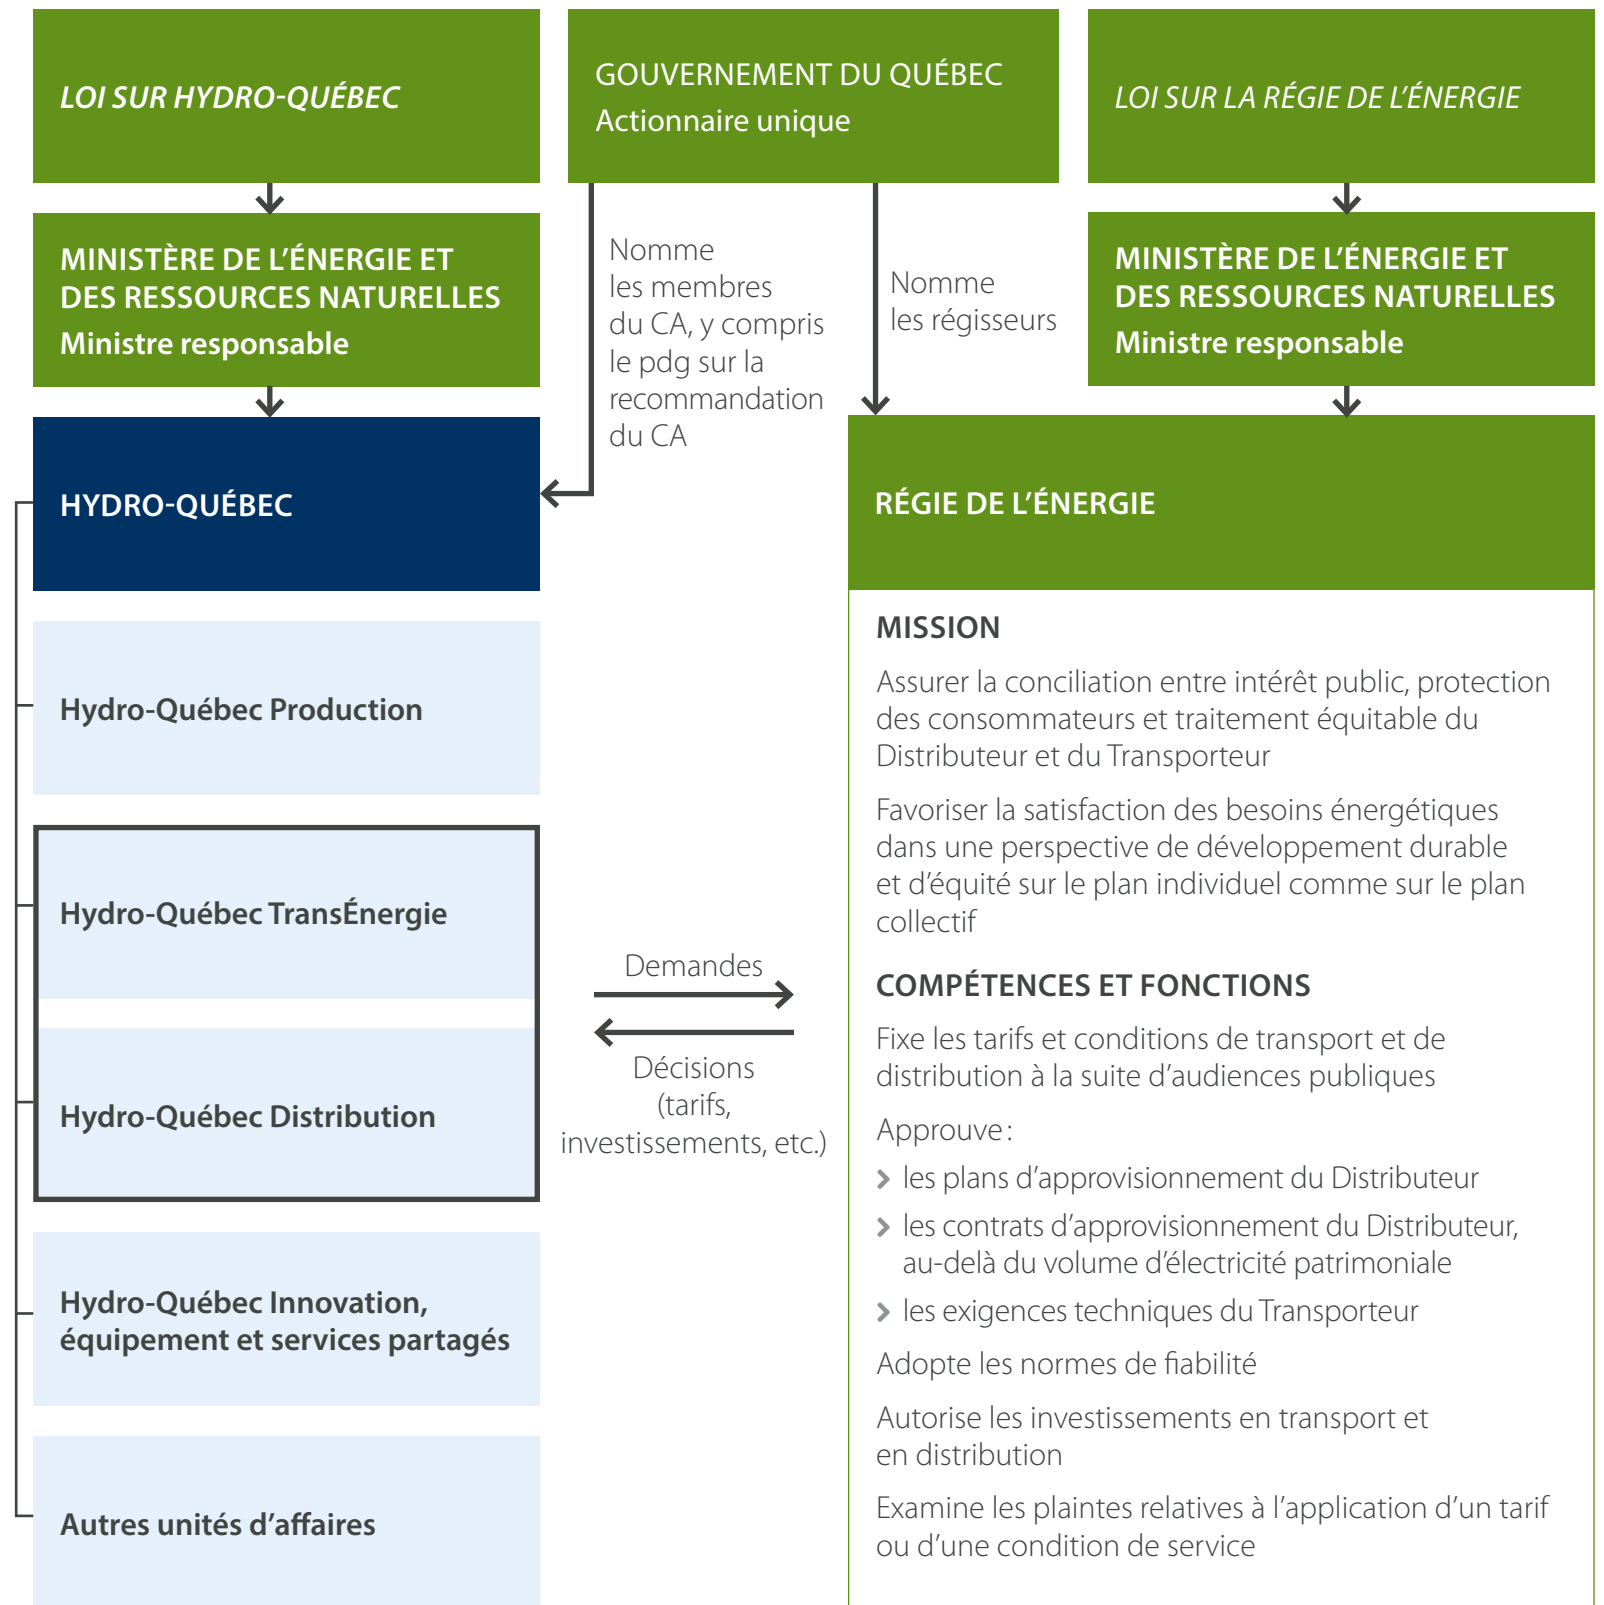 LOI SUR HYDRO-QUÉBEC
GOUVERNEMENT DU QUÉBEC
Actionnaire unique
LOI SUR LA RÉGIE DE L’ÉNERGIE
MINISTÈRE DE L’ÉNERGIE ET
DES RESSOURCES NATURELLES
Ministre responsable
Nomme
les membres
du CA, y compris
le pdg sur la
recommandation
du CA
Nomme
les régisseurs
MINISTÈRE DE L’ÉNERGIE ET
DES RESSOURCES NATURELLES
Ministre responsable
HYDRO-QUÉBEC
Hydro-Québec Production
Hydro-Québec TransÉnergie
Hydro-Québec Distribution
Hydro-Québec Innovation,
équipement et services partagés
Autres unités d’affaires
Demandes
Décisions
(tarifs,
investissements, etc.)
RÉGIE DE L’ÉNERGIE
MISSION
Assurer la conciliation entre intérêt public, protection
des consommateurs et traitement équitable du
Distributeur et du Transporteur
Favoriser la satisfaction des besoins énergétiques
dans une perspective de développement durable
et d’équité sur le plan individuel comme sur le plan
collectif
COMPÉTENCES ET FONCTIONS
Fixe les tarifs et conditions de transport et de
distribution à la suite d’audiences publiques
Approuve :
les plans d’approvisionnement du Distributeur
les contrats d’approvisionnement du Distributeur,
au-delà du volume d’électricité patrimoniale
les exigences techniques du Transporteur
Adopte les normes de fiabilité
Autorise les investissements en transport et
en distribution
Examine les plaintes relatives à l’application d’un tarif
ou d’une condition de service